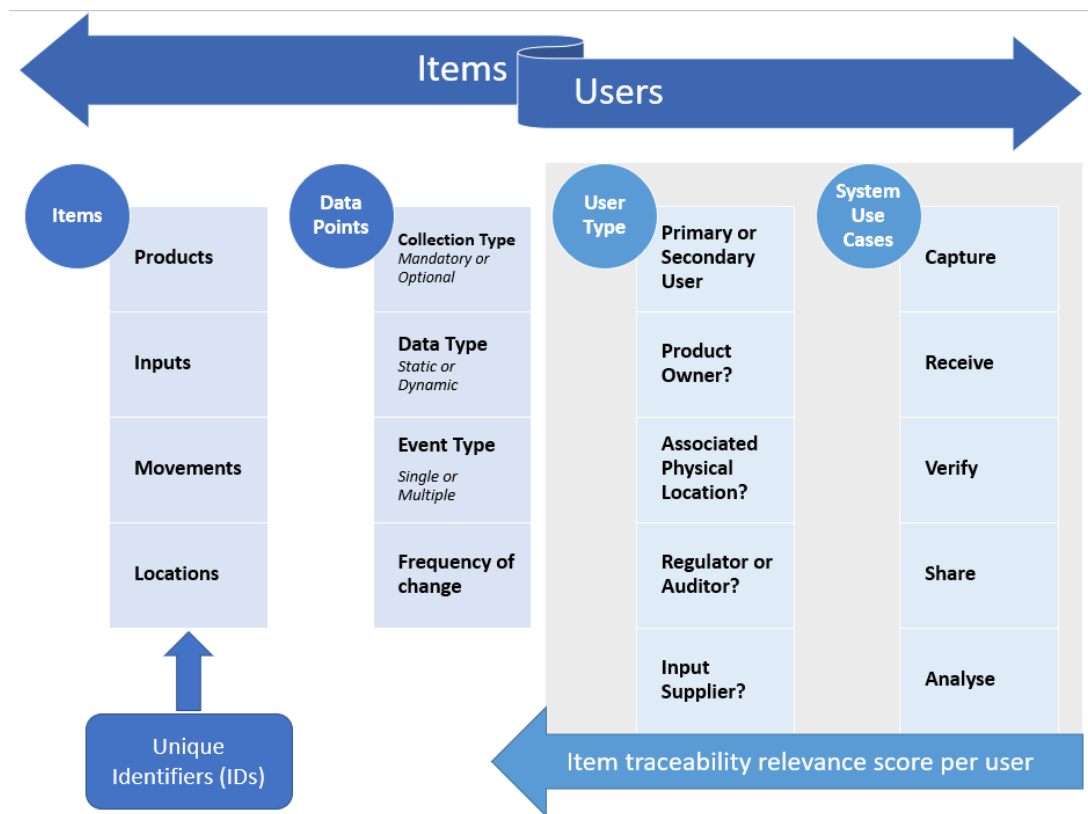 Items
Users
Items
Products
Inputs
Movements
Locations
Unique
Identifiers (IDs)
Data
Points
Collection Type
Mandatory or
Optional
Data Type
Static or
Dynamic
Event Type
Single or
Multiple
Frequency of
change
User
Type
Primary or
Secondary
User
Product
Owner?
Associated
Physical
Location?
Regulator or
Auditor?
Input
Supplier?
System
Use
Cases
Capture
Receive
Verify
Share
Analyse
Item traceability relevance score per user